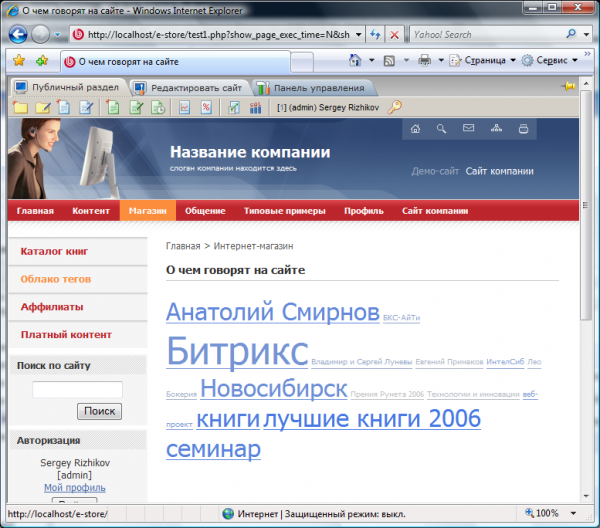 О чем говорят на сайте - Windows Internet Explorer
http://localhost/e-store/test1.php?show_page_exec_time=N&sh
Yahoo! Search
О чем говорят на сайте
Страница
Сервис
Публичный раздел
Редактировать сайт
Панель управления
[1] (admin) Sergey Rizhikov
Название компании
слоган компании находится здесь
Демо-сайт Сайт компании
Главная Контент Магазин Общение Типовые примеры Профиль Сайт компании
Каталог книг
Облако тегов
Аффилиаты
Платный контент
Поиск по сайту
Поиск
Авторизация
Sergey Rizhikov
[admin]
Мой профиль
Главная > Интернет-магазин
О чем говорят на сайте
Анатолий Смирнов БКС-АйТи
Битрикс Владимир и Сергей Луневы Евгений Примаков ИнтелСиб Лео
Бокерия Новосибирск Премия Рунета 2006 Технологии и инновации веб-
проект книги лучшие книги 2006
семинар
http://localhost/e-store/
Интернет | Защищенный режим: выкл.
100%